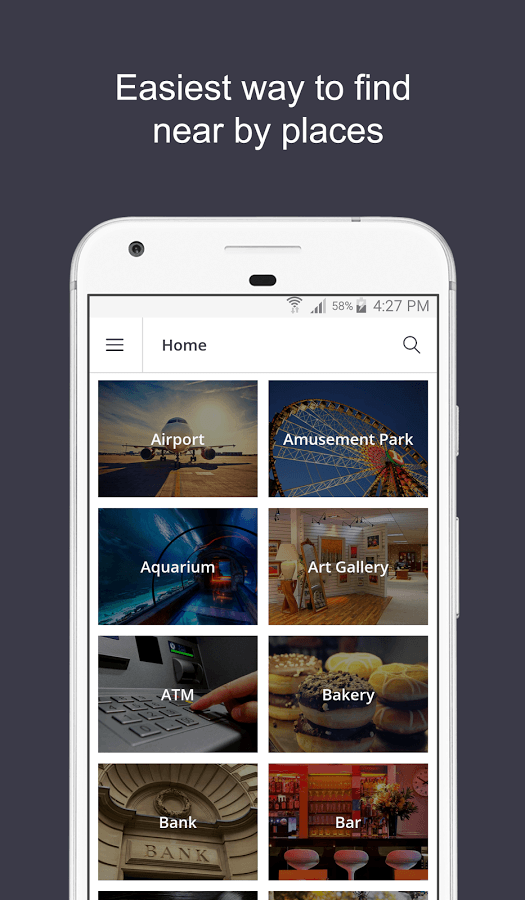 Easiest way to find
near by places
58% 4:27 PM
Home
Airport
Amusement Park
Aquarium
Art Gallery
ATM
Bakery
Bank
BANK
Bar